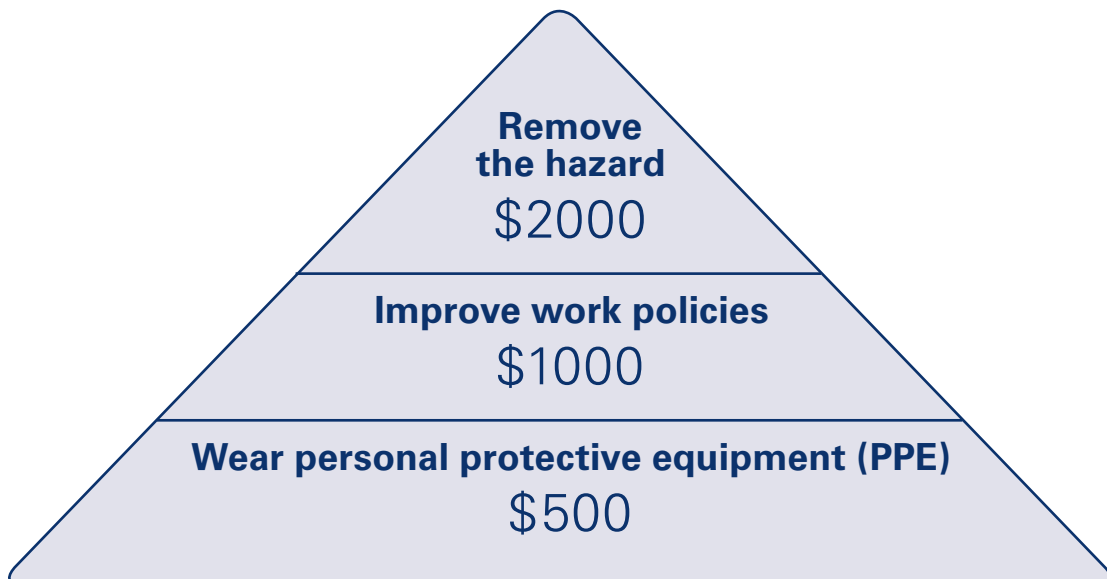 Remove
the hazard
$2000
Improve work policies
$1000
Wear personal protective equipment (PPE)
$500